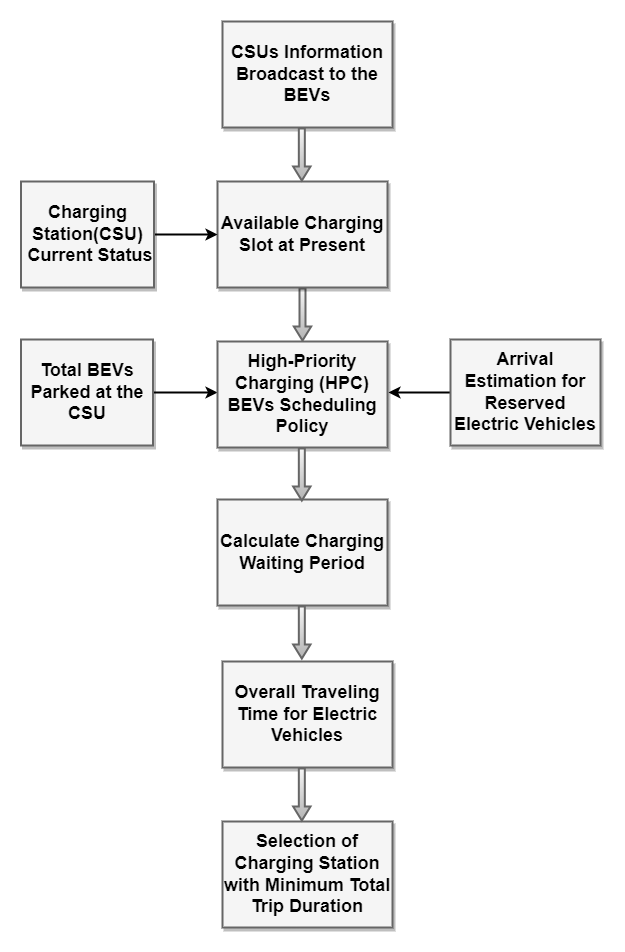 CSUs Information
Broadcast to the
BEVs
Charging
Station(CSU)
Current Status
Available Charging
Slot at Present
Total BEVs
Parked at the
CSU
High-Priority
Charging (HPC)
BEVs Scheduling
Policy
Arrival
Estimation for
Reserved
Electric Vehicles
Calculate Charging
Waiting Period
Overall Traveling
Time for Electric
Vehicles
Selection of
Charging Station
with Minimum Total
Trip Duration